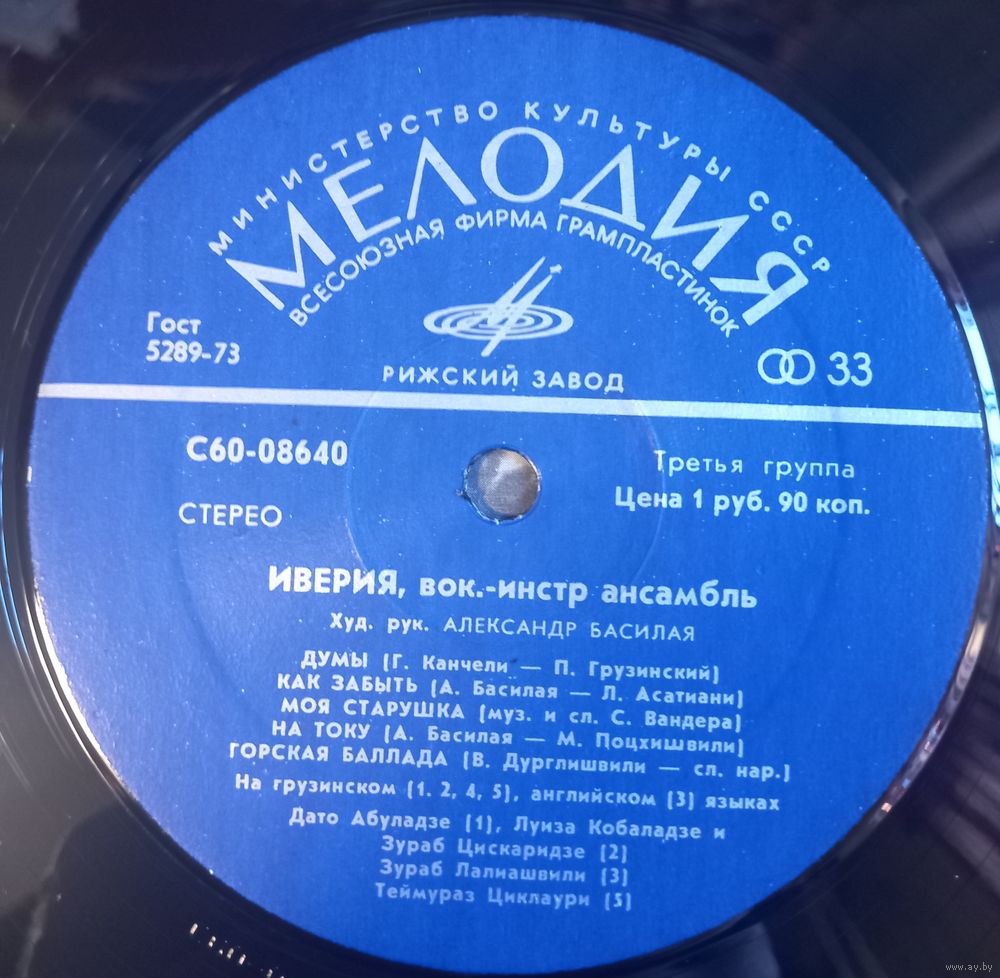 МИНИСТЕРСТВО КУЛЬТУРЫ СССР
МЕЛОДИЯ
ВСЕСОЮЗНАЯ ФИРМА ГРАМПЛАСТИНОК
Гост
5289-73
РИЖСКИЙ ЗАВОД
33
С60-08640
Третья группа
Цена 1 руб. 90 коп.
СТЕРЕО
ИВЕРИЯ, вок.-инстр ансамбль
Худ. рук. АЛЕКСАНДР БАСИЛАЯ
ДУМЫ (Г. Канчели — П. Грузинский)
КАК ЗАБЫТЬ (А. Басилая — Л. Асатиани)
МОЯ СТАРУШКА (муз. и сл. С. Вандера)
НА ТОКУ (А. Басилая — М. Поцхишвили)
ГОРСКАЯ БАЛЛАДА (В. Дурглишвили — сл. нар.)
На грузинском (1. 2, 4, 5), английском (3) языках
Дато Абуладзе (1), Луиза Кобаладзе и
Зураб Цискаридзе (2)
Зураб Лалиашвили (3)
Теймураз Циклаури (5)
www.ay.by